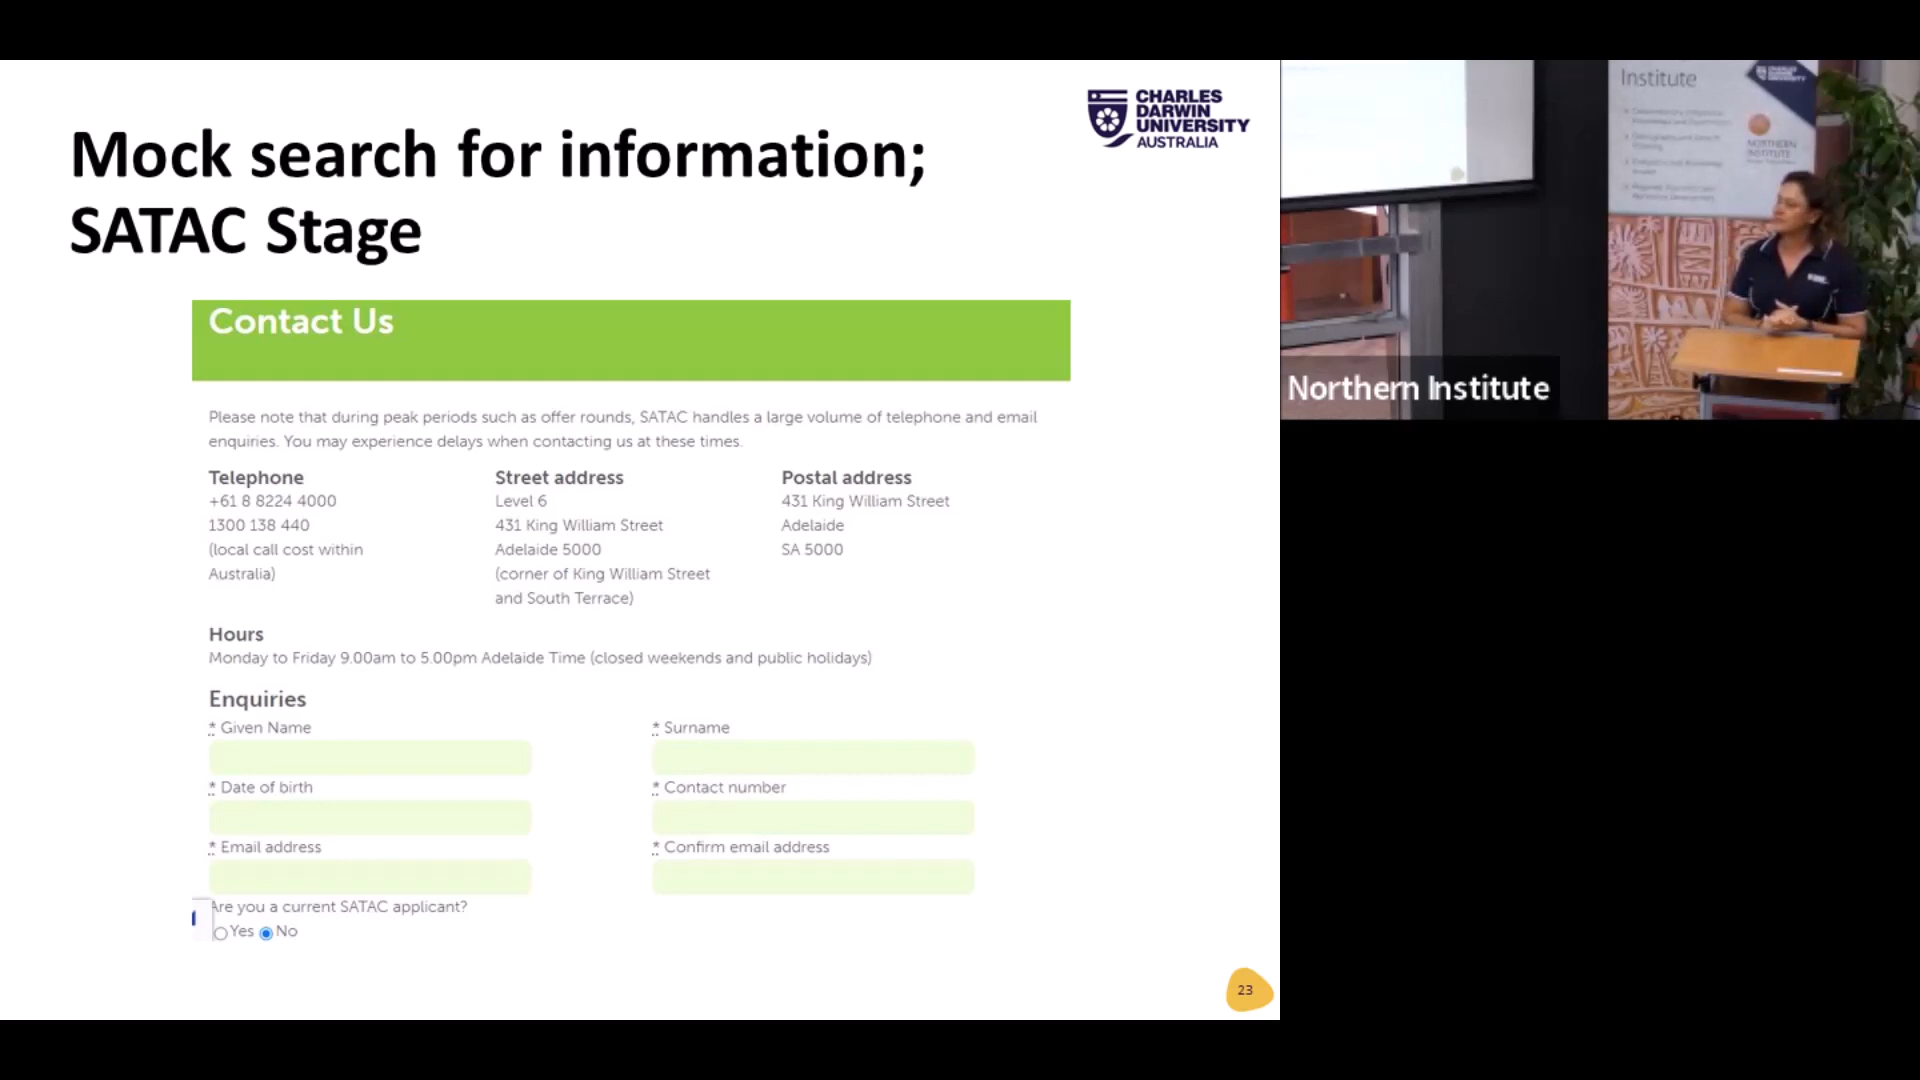 Mock search for information;
SATAC Stage
CHARLES
DARWIN
UNIVERSITY
AUSTRALIA
Contact Us
Please note that during peak periods such as offer rounds, SATAC handles a large volume of telephone and email
enquiries. You may experience delays when contacting us at these times.
Telephone
+61 8 8224 4000
1300 138 440
(local call cost within
Australia)
Street address
Level 6
431 King William Street
Adelaide 5000
(corner of King William Street
and South Terrace)
Postal address
431 King William Street
Adelaide
SA 5000
Hours
Monday to Friday 9.00am to 5.00pm Adelaide Time (closed weekends and public holidays)
Enquiries
* Given Name
* Surname
* Date of birth
* Contact number
* Email address
* Confirm email address
Are you a current SATAC applicant?
Yes No
23
Institute
NORTHERN
INSTITUTE
Northern Institute